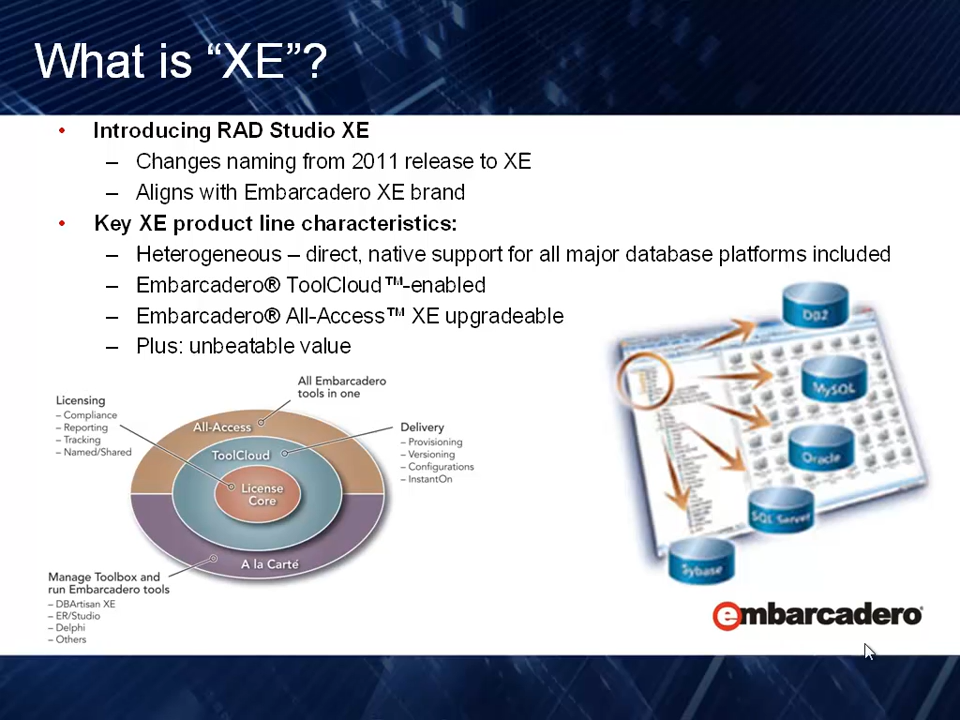 What is “XE”?
• Introducing RAD Studio XE
– Changes naming from 2011 release to XE
– Aligns with Embarcadero XE brand
• Key XE product line characteristics:
– Heterogeneous – direct, native support for all major database platforms included
– Embarcadero® ToolCloud™-enabled
– Embarcadero® All-Access™ XE upgradeable
– Plus: unbeatable value
All Embarcadero
tools in one
Licensing
– Compliance
– Reporting
– Tracking
– Named/Shared
Delivery
– Provisioning
– Versioning
– Configurations
– InstantOn
All-Access
ToolCloud
License
Core
A la Carté
Manage Toolbox and
run Embarcadero tools
– DBArtisan XE
– ER/Studio
– Delphi
– Others
DB2
MySQL
Oracle
SQL Server
Sybase
embarcadero®